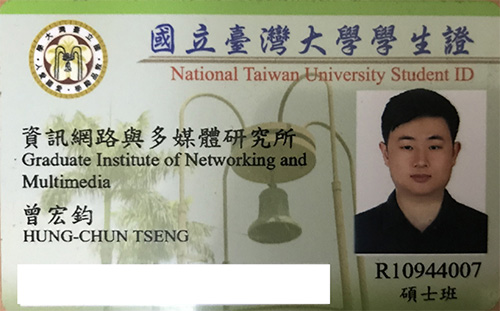 國立臺灣大學學生證
National Taiwan University Student ID
資訊網路與多媒體研究所
Graduate Institute of Networking and
Multimedia
曾宏鈞
HUNG-CHUN TSENG
R10944007
碩士班